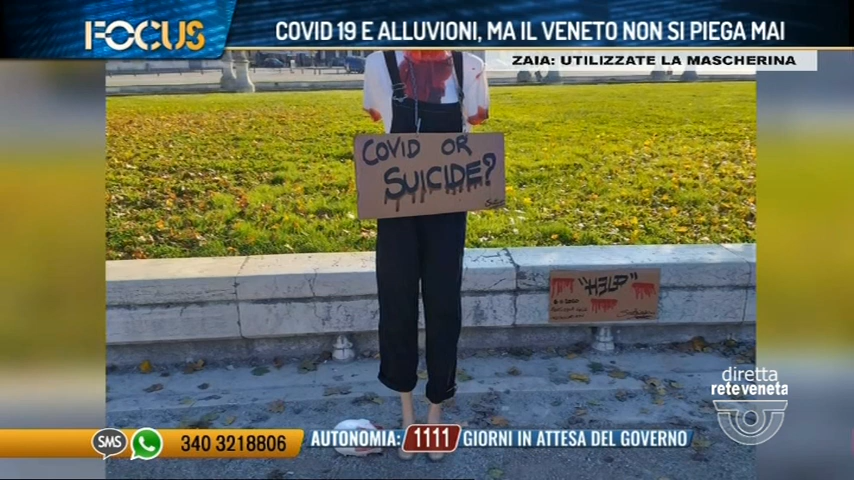 FOCUS
COVID 19 E ALLUVIONI, MA IL VENETO NON SI PIEGA MAI
ZAIA: UTILIZZATE LA MASCHERINA
COVID OR
SUICIDE?
"HELP"
diretta
reteveneta
SMS
340 3218806
AUTONOMIA: 1111 GIORNI IN ATTESA DEL GOVERNO